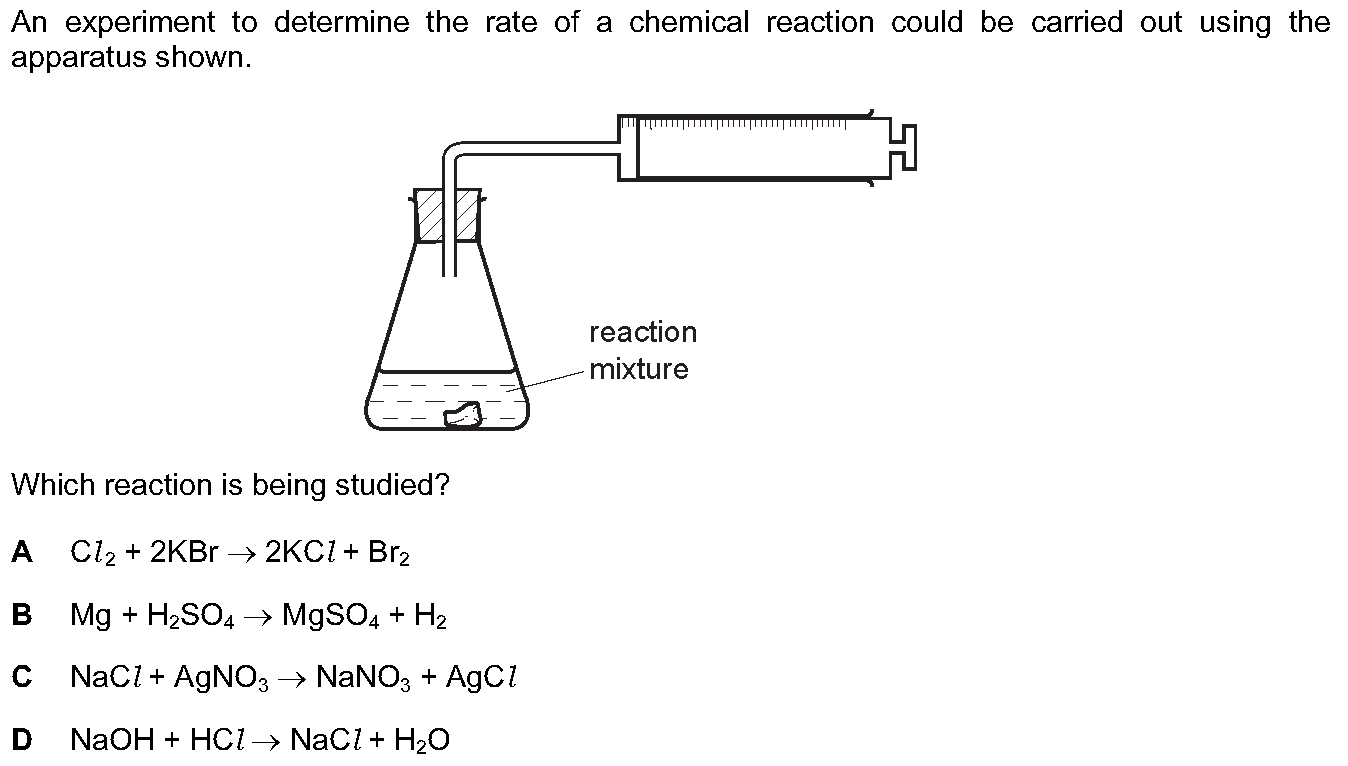 An experiment to determine the rate of a chemical reaction could be carried out using the
apparatus shown.
reaction
mixture
Which reaction is being studied?
A Cl₂ + 2KBr → 2KCl + Br₂
B Mg + H₂SO₄ → MgSO₄ + H₂
C NaCl + AgNO₃ → NaNO₃ + AgCl
D NaOH + HCl → NaCl + H₂O